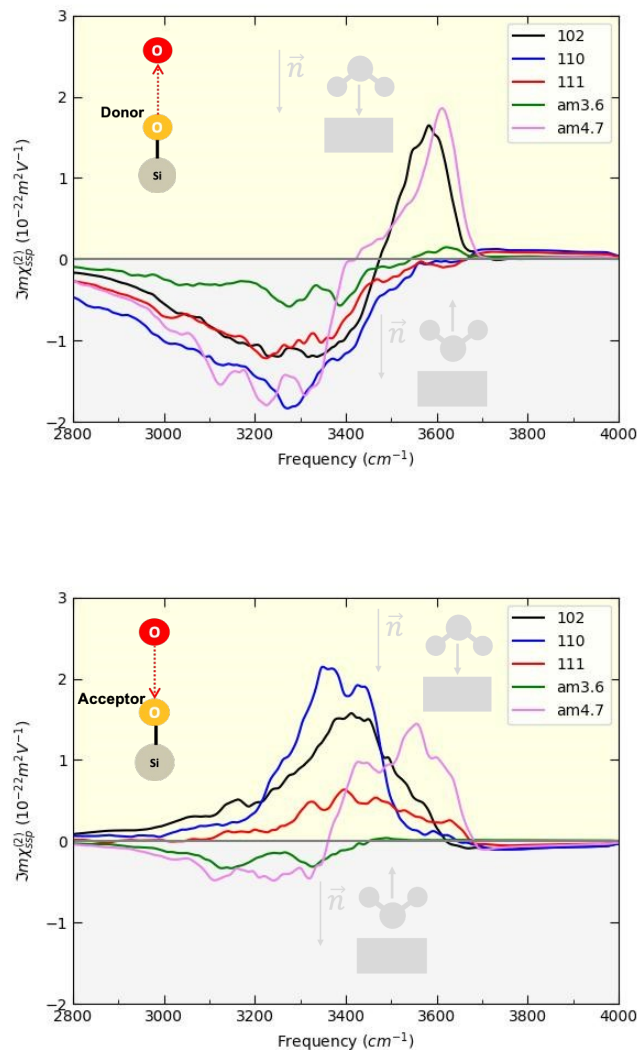 3
2
1
0
−1
−2
ℑmχ(2)ssp (10−22m2V−1)
O
Donor
O
Si
n
102
110
111
am3.6
am4.7
n
2800 3000 3200 3400 3600 3800 4000
Frequency (cm−1)
3
2
1
0
−1
−2
ℑmχ(2)ssp (10−22m2V−1)
O
Acceptor
O
Si
n
102
110
111
am3.6
am4.7
n
2800 3000 3200 3400 3600 3800 4000
Frequency (cm−1)